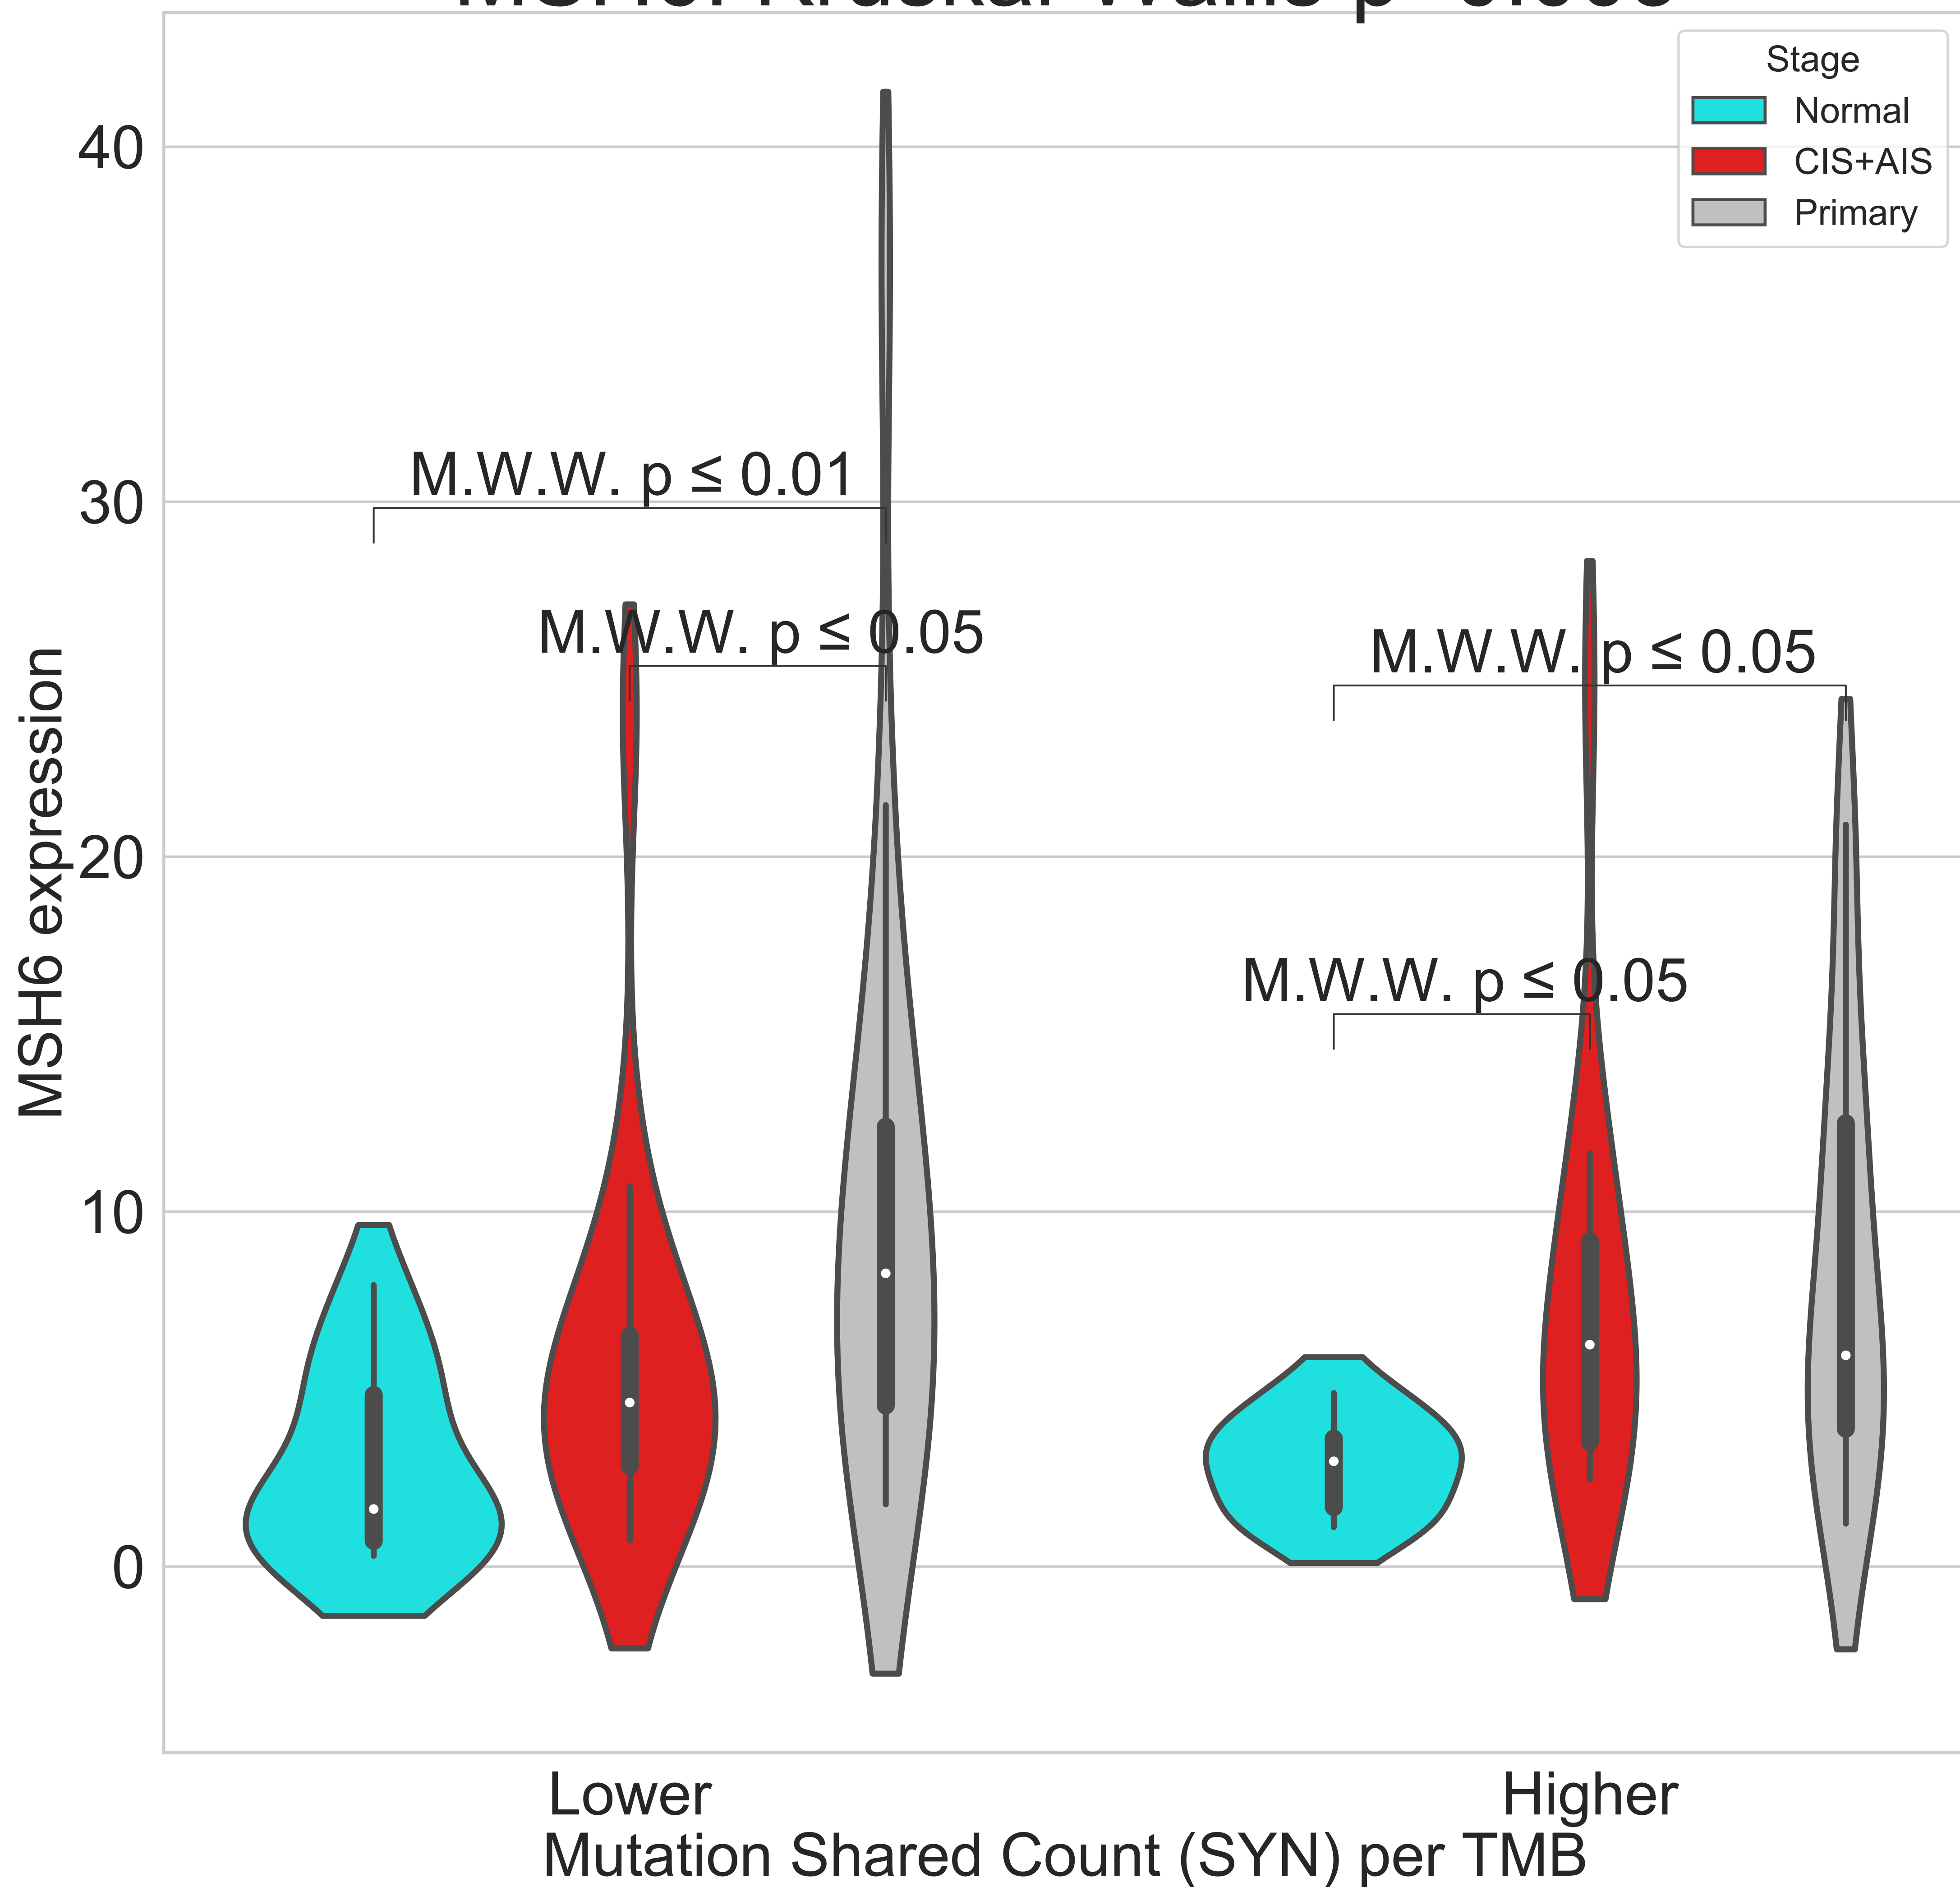 Stage
Normal
CIS+AIS
Primary
40
30
20
10
0
MSH6 expression
M.W.W. p ≤ 0.01
M.W.W. p ≤ 0.05
M.W.W. p ≤ 0.05
M.W.W. p ≤ 0.05
Lower
Higher
Mutation Shared Count (SYN) per TMB